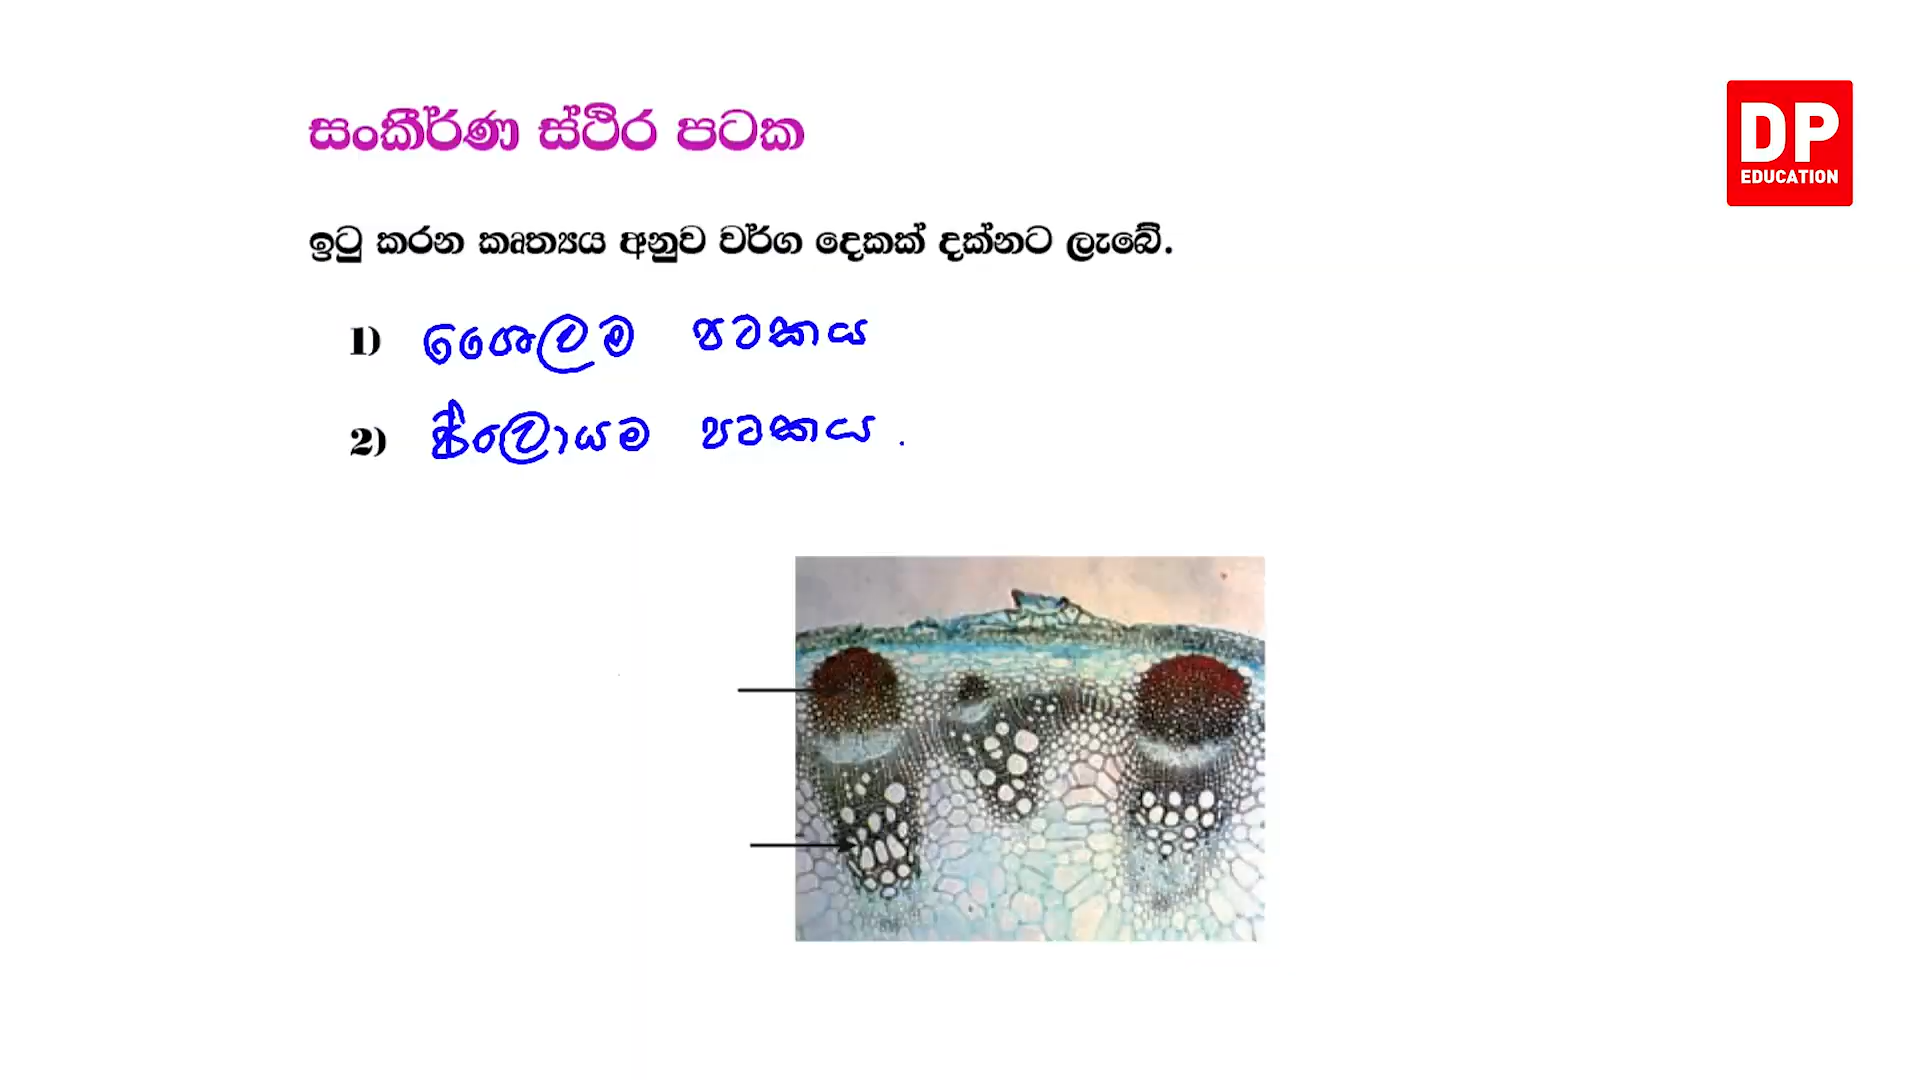 සංකීර්ණ ස්ථිර පටක
DP
EDUCATION
ඉටු කරන කෘත්‍යය අනුව වර්ග දෙකක් දක්නට ලැබේ.
1) ශෛලම පටකය
2) ප්ලෝයම පටකය .